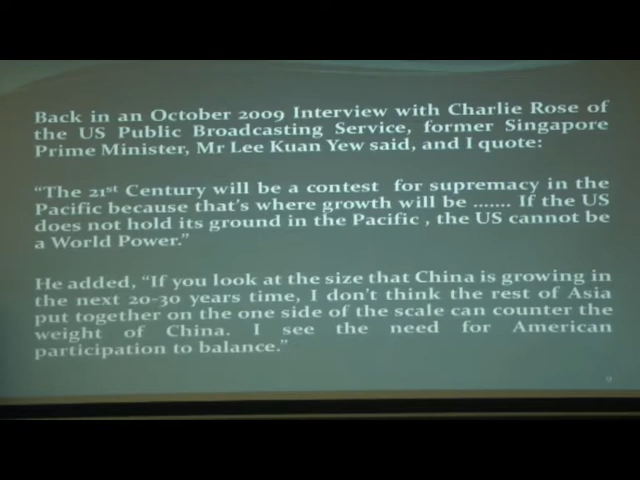 Back in an October 2009 Interview with Charlie Rose of
the US Public Broadcasting Service, former Singapore
Prime Minister, Mr Lee Kuan Yew said, and I quote:
“The 21st Century will be a contest for supremacy in the
Pacific because that’s where growth will be ....... If the US
does not hold its ground in the Pacific , the US cannot be
a World Power.”
He added, “If you look at the size that China is growing in
the next 20-30 years time, I don’t think the rest of Asia
put together on the one side of the scale can counter the
weight of China. I see the need for American
participation to balance.”
9